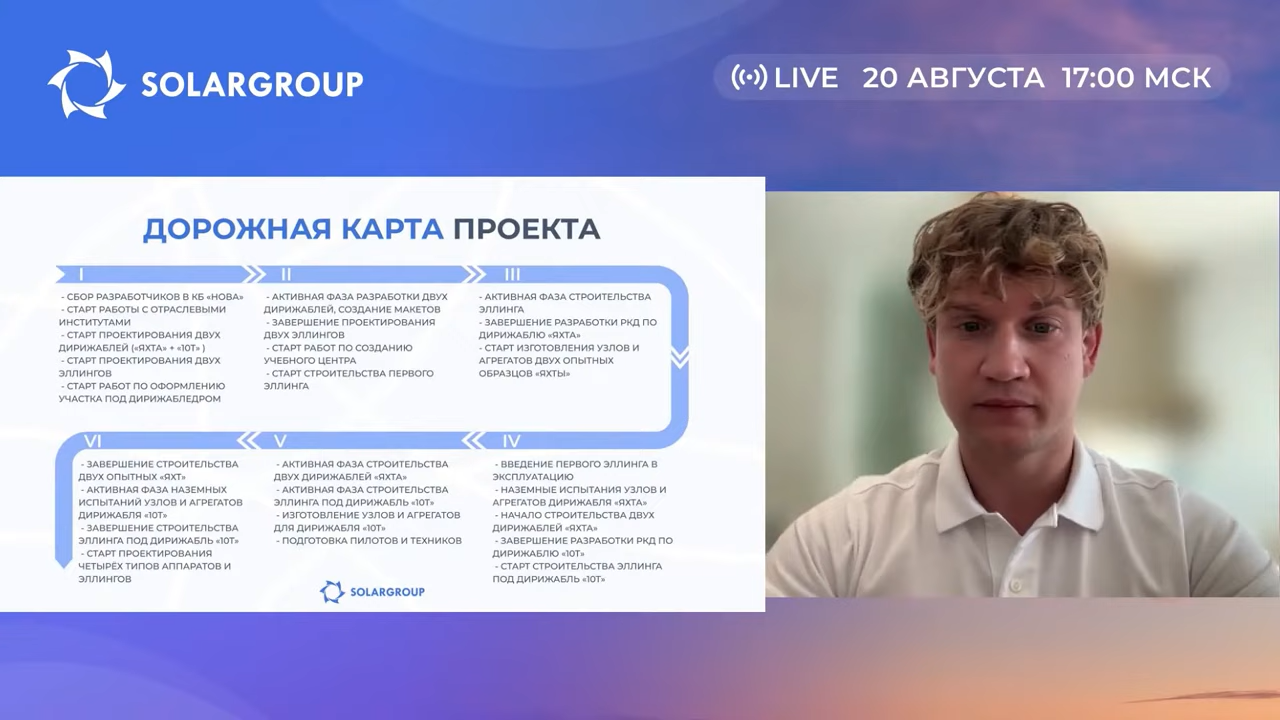 SOLARGROUP
LIVE 20 АВГУСТА 17:00 МСК
ДОРОЖНАЯ КАРТА ПРОЕКТА
I
- СБОР РАЗРАБОТЧИКОВ В КБ «НОВА»
- СТАРТ РАБОТЫ С ОТРАСЛЕВЫМИ
ИНСТИТУТАМИ
- СТАРТ ПРОЕКТИРОВАНИЯ ДВУХ
ДИРИЖАБЛЕЙ («ЯХТА» + «10Т» )
- СТАРТ ПРОЕКТИРОВАНИЯ ДВУХ
ЭЛЛИНГОВ
- СТАРТ РАБОТ ПО ОФОРМЛЕНИЮ
УЧАСТКА ПОД ДИРИЖАБЛЕДРОМ
II
- АКТИВНАЯ ФАЗА РАЗРАБОТКИ ДВУХ
ДИРИЖАБЛЕЙ, СОЗДАНИЕ МАКЕТОВ
- ЗАВЕРШЕНИЕ ПРОЕКТИРОВАНИЯ
ДВУХ ЭЛЛИНГОВ
- СТАРТ РАБОТ ПО СОЗДАНИЮ
УЧЕБНОГО ЦЕНТРА
- СТАРТ СТРОИТЕЛЬСТВА ПЕРВОГО
ЭЛЛИНГА
III
- АКТИВНАЯ ФАЗА СТРОИТЕЛЬСТВА
ЭЛЛИНГА
- ЗАВЕРШЕНИЕ РАЗРАБОТКИ РКД ПО
ДИРИЖАБЛЮ «ЯХТА»
- СТАРТ ИЗГОТОВЛЕНИЯ УЗЛОВ И
АГРЕГАТОВ ДВУХ ОПЫТНЫХ
ОБРАЗЦОВ «ЯХТЫ»
IV
- ВВЕДЕНИЕ ПЕРВОГО ЭЛЛИНГА В
ЭКСПЛУАТАЦИЮ
- НАЗЕМНЫЕ ИСПЫТАНИЯ УЗЛОВ И
АГРЕГАТОВ ДИРИЖАБЛЯ «ЯХТА»
- НАЧАЛО СТРОИТЕЛЬСТВА ДВУХ
ДИРИЖАБЛЕЙ «ЯХТА»
- ЗАВЕРШЕНИЕ РАЗРАБОТКИ РКД ПО
ДИРИЖАБЛЮ «10Т»
- СТАРТ СТРОИТЕЛЬСТВА ЭЛЛИНГА
ПОД ДИРИЖАБЛЬ «10Т»
V
- АКТИВНАЯ ФАЗА СТРОИТЕЛЬСТВА
ДВУХ ДИРИЖАБЛЕЙ «ЯХТА»
- АКТИВНАЯ ФАЗА СТРОИТЕЛЬСТВА
ЭЛЛИНГА ПОД ДИРИЖАБЛЬ «10Т»
- ИЗГОТОВЛЕНИЕ УЗЛОВ И АГРЕГАТОВ
ДЛЯ ДИРИЖАБЛЯ «10Т»
- ПОДГОТОВКА ПИЛОТОВ И ТЕХНИКОВ
VI
- ЗАВЕРШЕНИЕ СТРОИТЕЛЬСТВА
ДВУХ ОПЫТНЫХ «ЯХТ»
- АКТИВНАЯ ФАЗА НАЗЕМНЫХ
ИСПЫТАНИЙ УЗЛОВ И АГРЕГАТОВ
ДИРИЖАБЛЯ «10Т»
- ЗАВЕРШЕНИЕ СТРОИТЕЛЬСТВА
ЭЛЛИНГА ПОД ДИРИЖАБЛЬ «10Т»
- СТАРТ ПРОЕКТИРОВАНИЯ
ЧЕТЫРЁХ ТИПОВ АППАРАТОВ И
ЭЛЛИНГОВ
SOLARGROUP